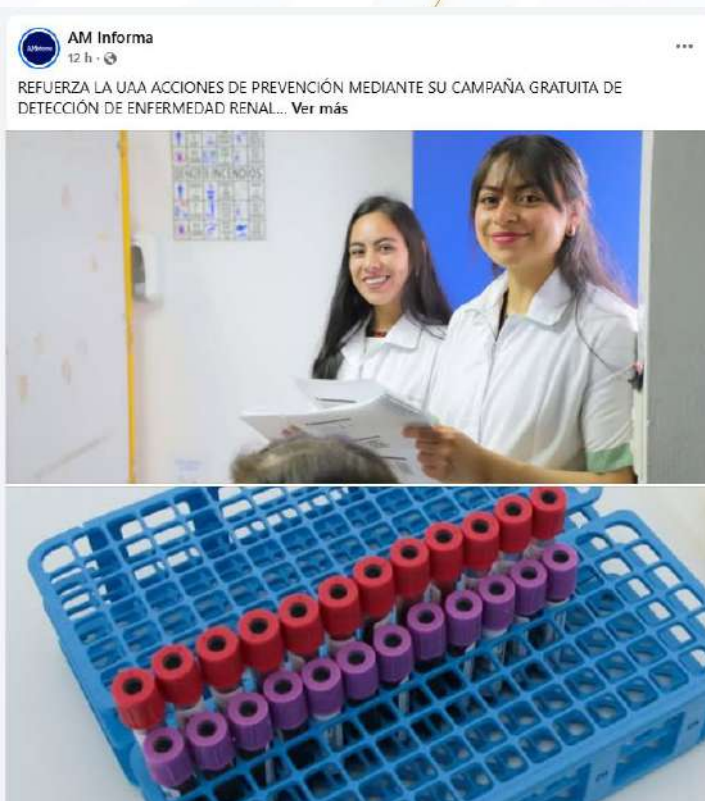 AM Informa
12 h ·
REFUERZA LA UAA ACCIONES DE PREVENCIÓN MEDIANTE SU CAMPAÑA GRATUITA DE
DETECCIÓN DE ENFERMEDAD RENAL... Ver más
INCENDIOS